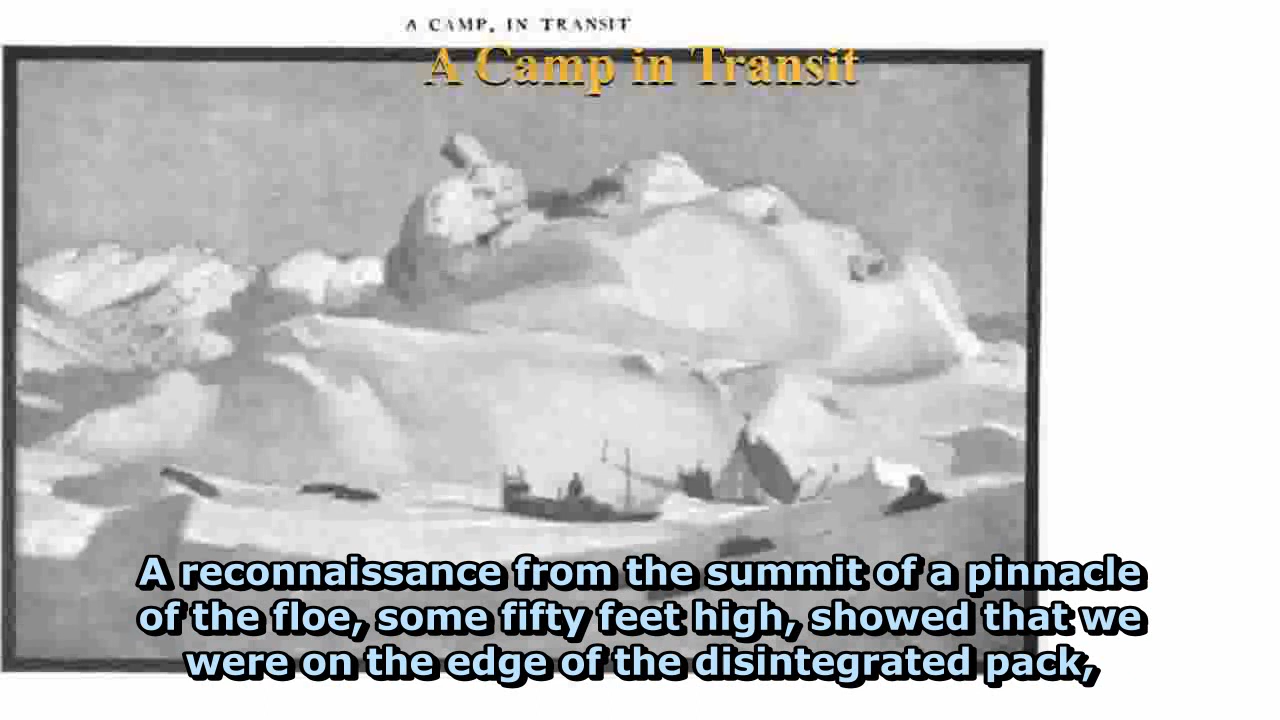 A CAMP, IN TRANSIT
A Camp in Transit
A reconnaissance from the summit of a pinnacle
of the floe, some fifty feet high, showed that we
were on the edge of the disintegrated pack,